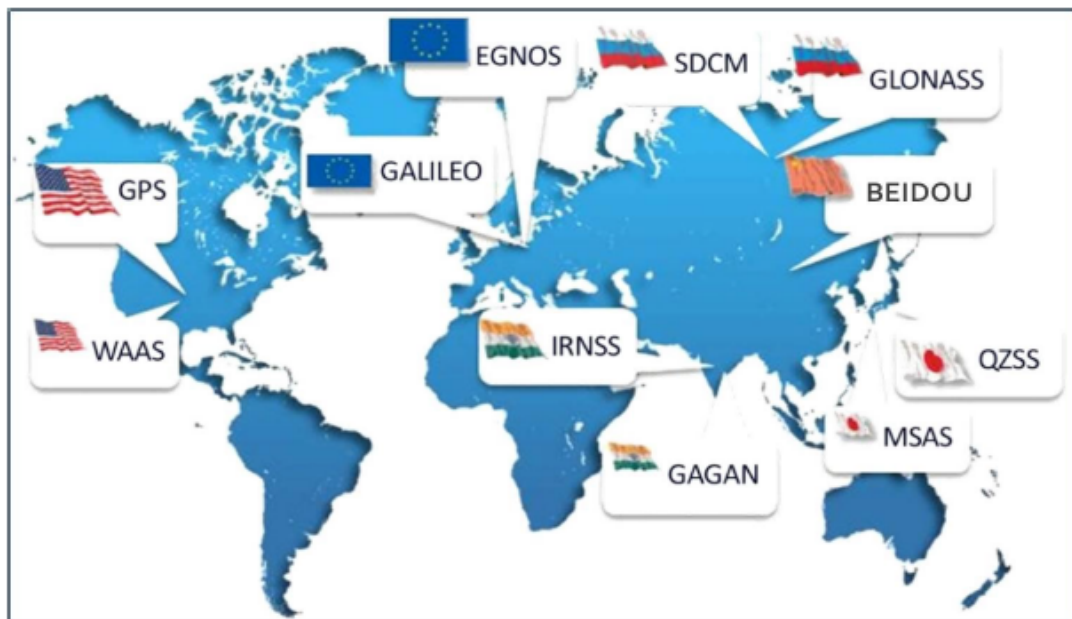 EGNOS
SDCM
GLONASS
GPS
GALILEO
BEIDOU
WAAS
IRNSS
QZSS
MSAS
GAGAN